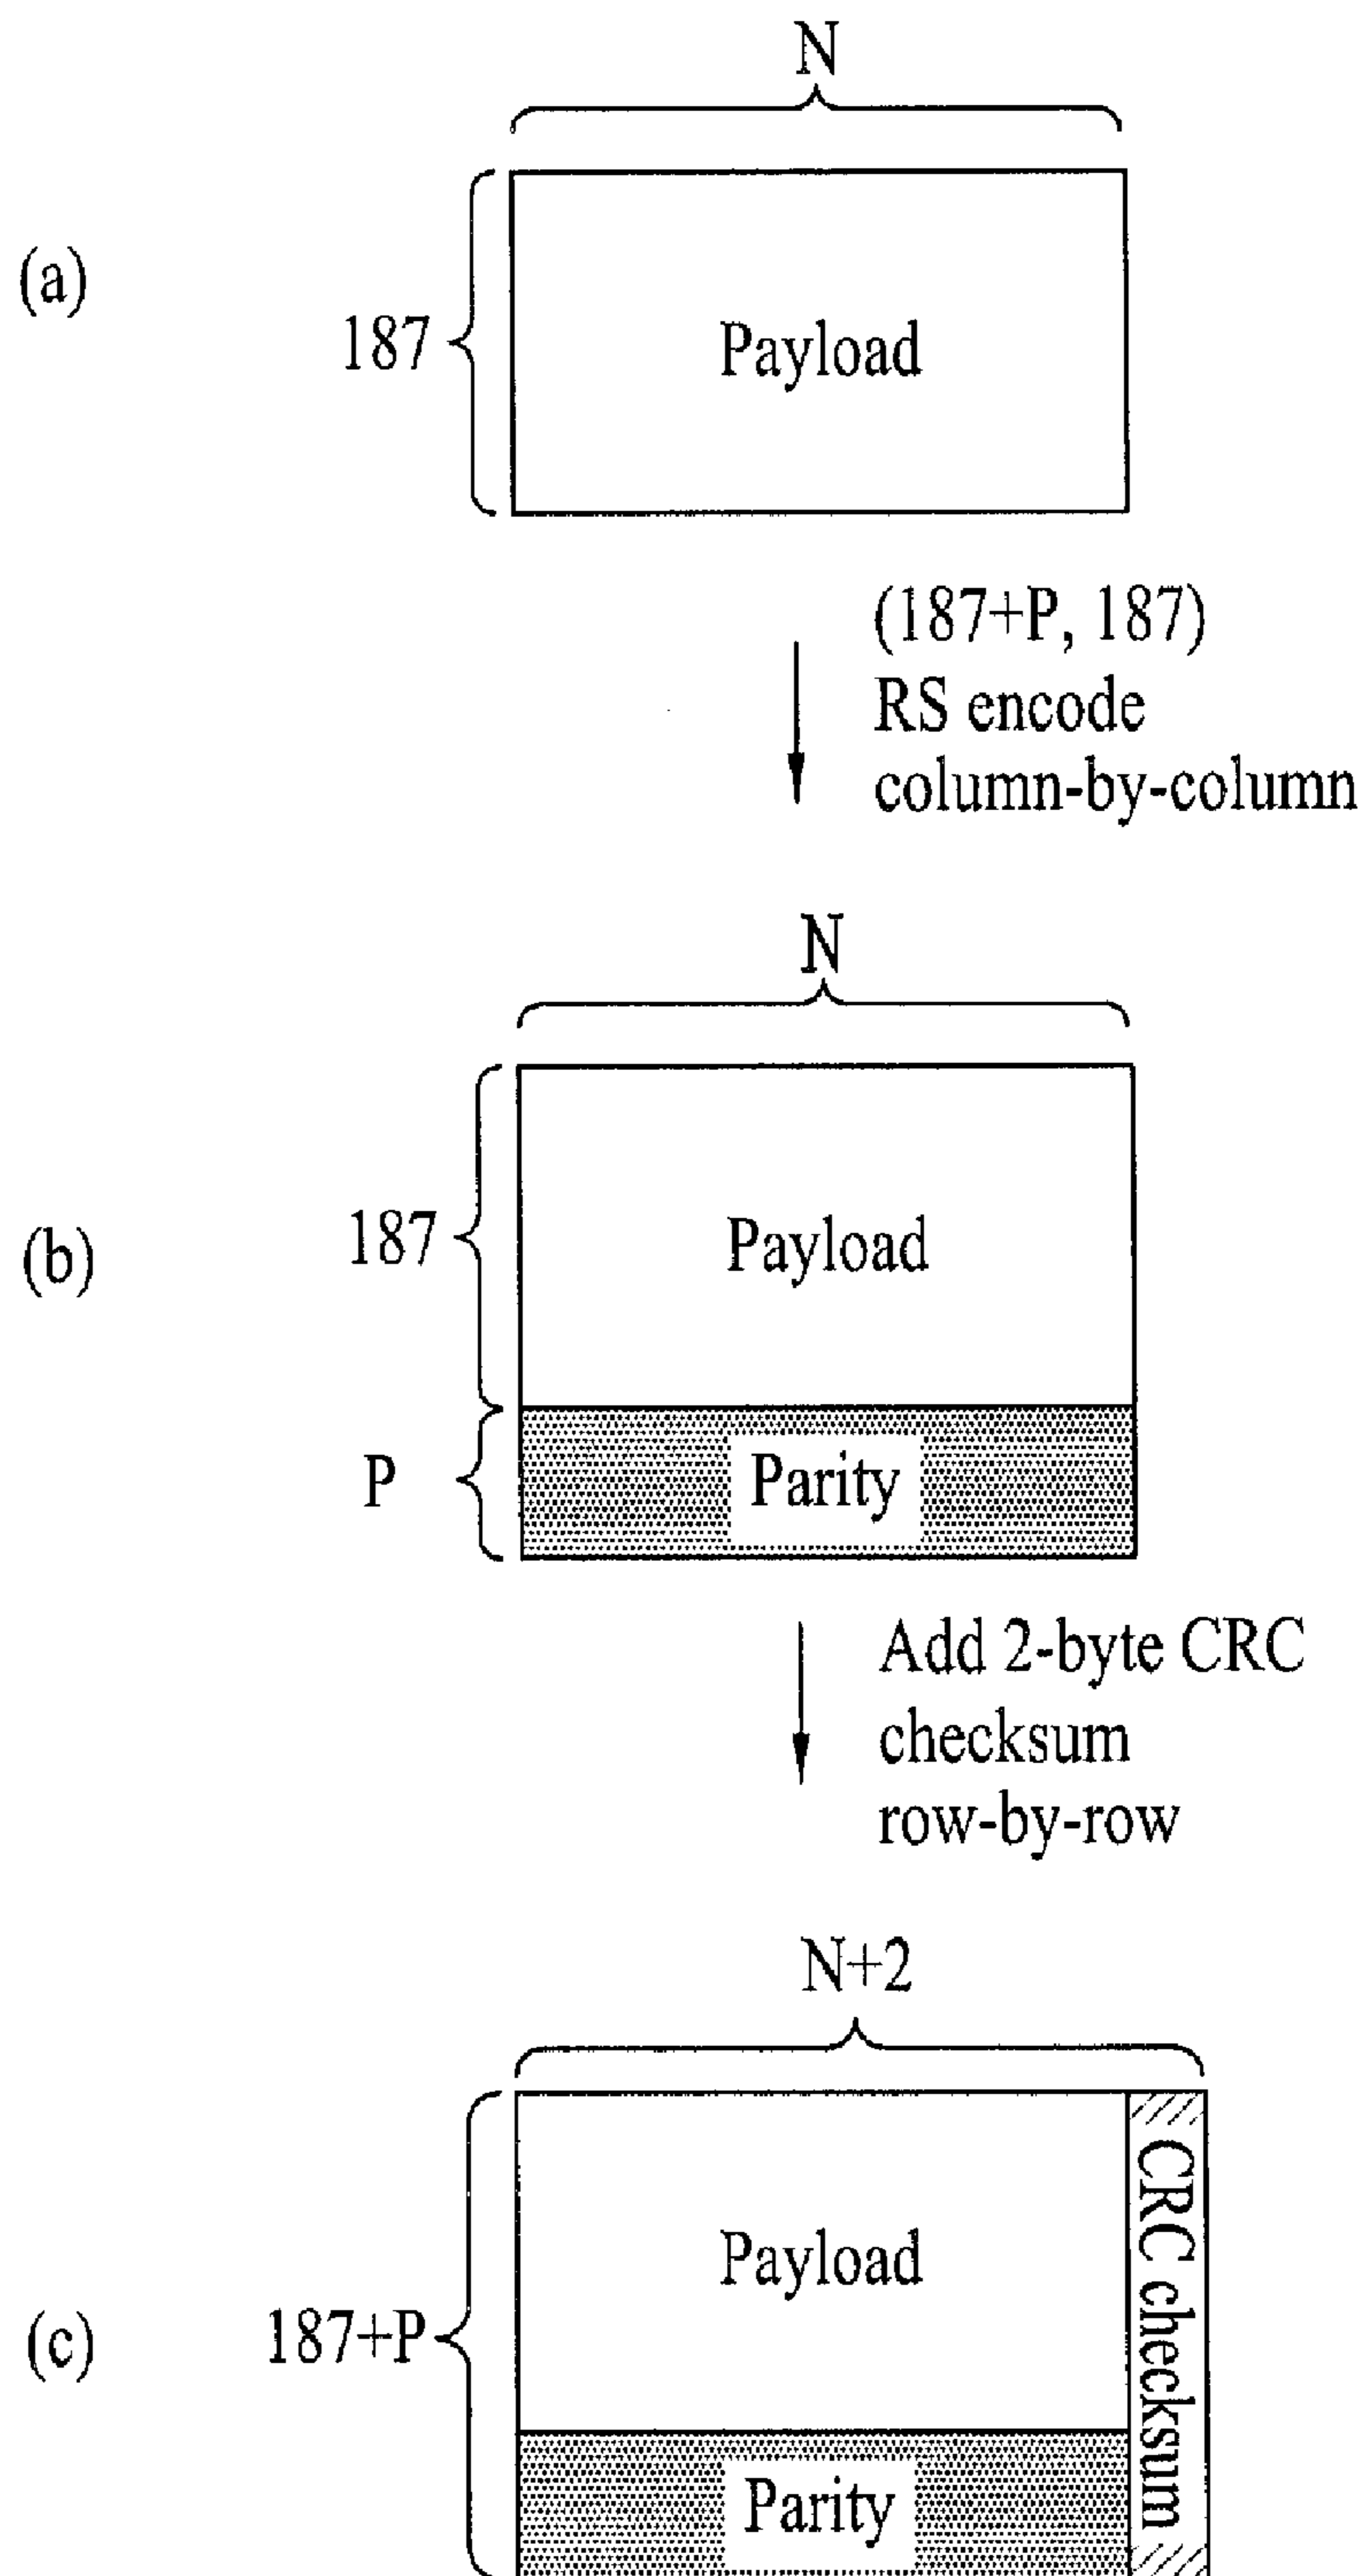 N
(a)
187
Payload
(187+P, 187)
RS encode
column-by-column
N
(b)
187
Payload
P
Parity
Add 2-byte CRC
checksum
row-by-row
N+2
(c)
187+P
Payload
CRC checksum
Parity